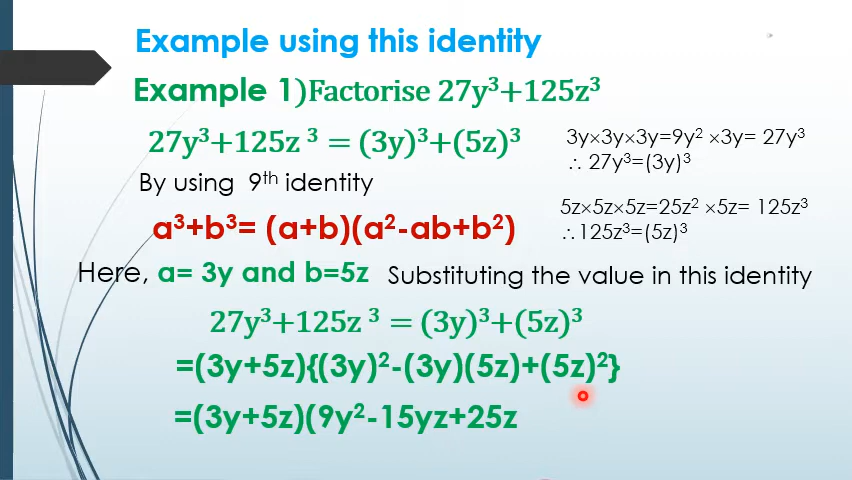 Example using this identity
Example 1)Factorise 27y³+125z³
27y³+125z ³ = (3y)³+(5z)³
3y×3y×3y=9y² ×3y= 27y³
∴ 27y³=(3y)³
By using 9ᵗʰ identity
5z×5z×5z=25z² ×5z= 125z³
∴125z³=(5z)³
a³+b³= (a+b)(a²-ab+b²)
Here, a= 3y and b=5z Substituting the value in this identity
27y³+125z ³ = (3y)³+(5z)³
=(3y+5z){(3y)²-(3y)(5z)+(5z)²}
=(3y+5z)(9y²-15yz+25z